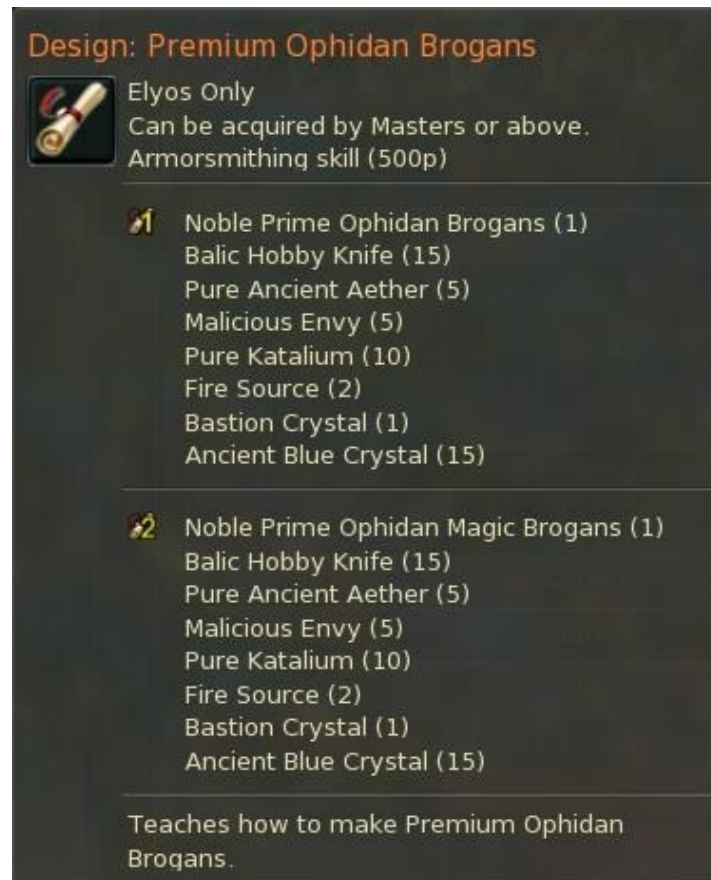 Design: Premium Ophidan Brogans
Elyos Only
Can be acquired by Masters or above.
Armorsmithing skill (500p)
1
Noble Prime Ophidan Brogans (1)
Balic Hobby Knife (15)
Pure Ancient Aether (5)
Malicious Envy (5)
Pure Katalium (10)
Fire Source (2)
Bastion Crystal (1)
Ancient Blue Crystal (15)
2
Noble Prime Ophidan Magic Brogans (1)
Balic Hobby Knife (15)
Pure Ancient Aether (5)
Malicious Envy (5)
Pure Katalium (10)
Fire Source (2)
Bastion Crystal (1)
Ancient Blue Crystal (15)
Teaches how to make Premium Ophidan
Brogans.